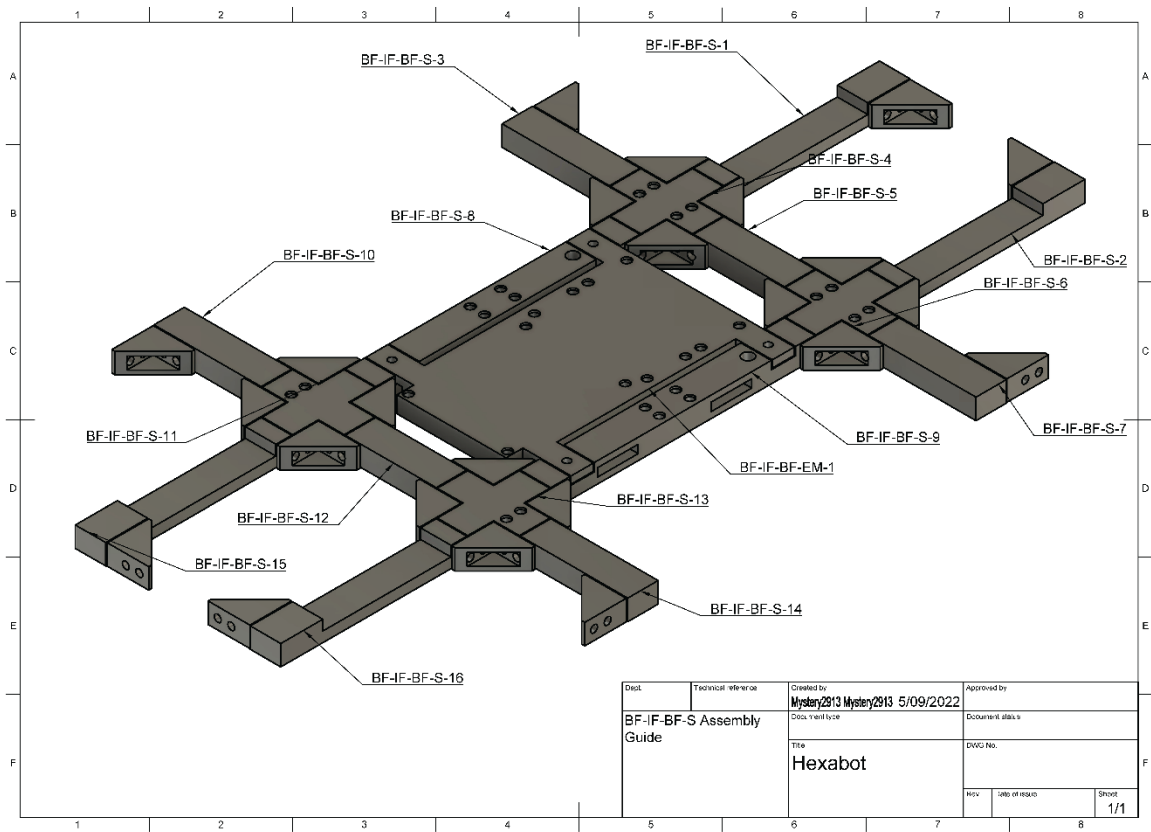 1 2 3 4 5 6 7 8
A A
BF-IF-BF-S-1
BF-IF-BF-S-3
BF-IF-BF-S-4
B B
BF-IF-BF-S-5
BF-IF-BF-S-8
BF-IF-BF-S-10
BF-IF-BF-S-2
BF-IF-BF-S-6
C C
BF-IF-BF-S-11
BF-IF-BF-S-7
BF-IF-BF-S-9
BF-IF-BF-EM-1
D D
BF-IF-BF-S-13
BF-IF-BF-S-12
BF-IF-BF-S-15
BF-IF-BF-S-14
E E
BF-IF-BF-S-16
Dept. Technical reference Created by Approved by
Mystery2913 Mystery2913 5/09/2022
BF-IF-BF-S Assembly
Guide
Document type Document status
Title DWG No.
Hexabot
F F
Rev. Date of issue Sheet
1/1
1 2 3 4 5 6 7 8